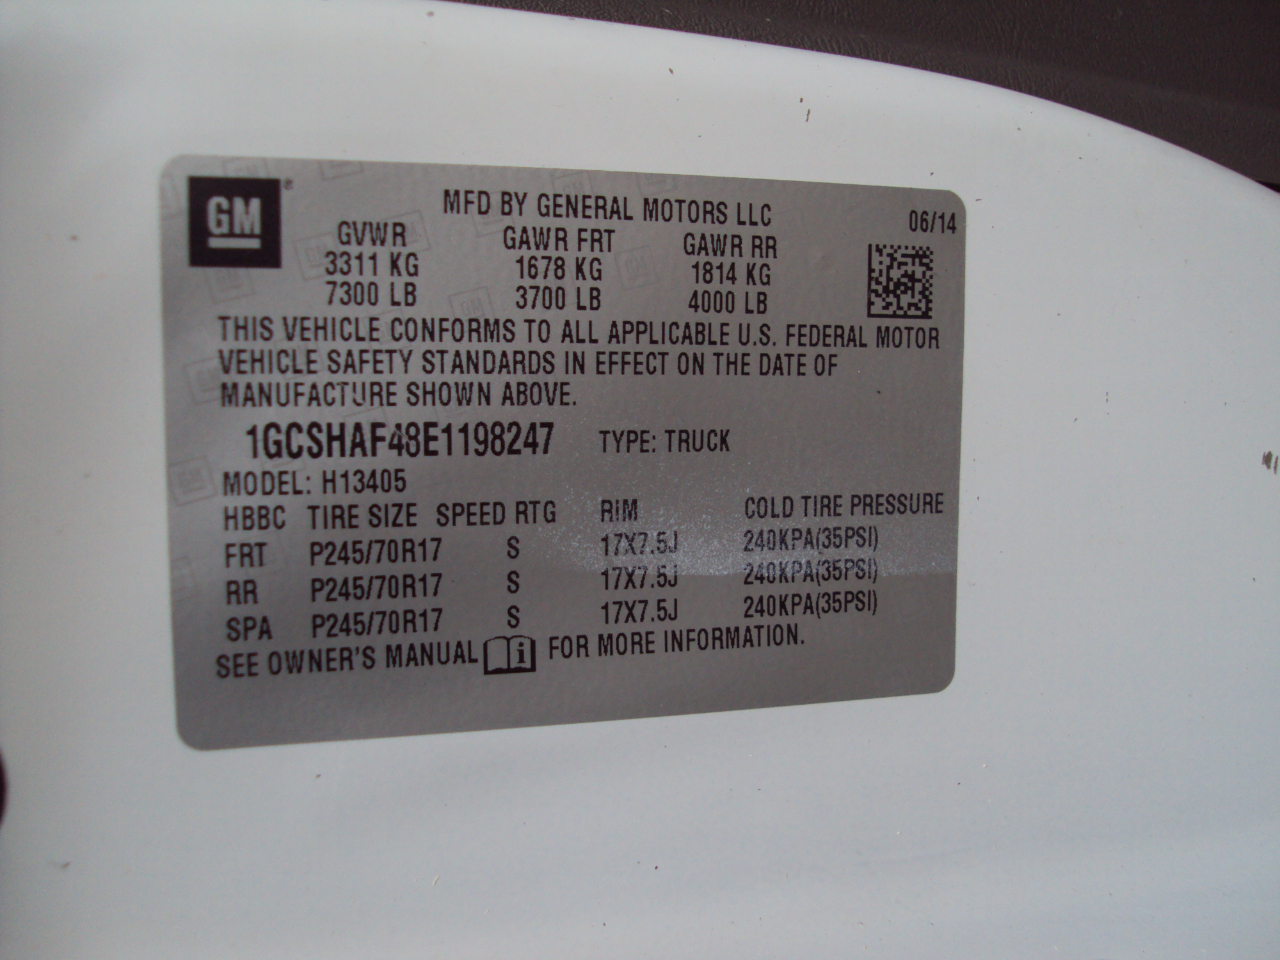 GM
MFD BY GENERAL MOTORS LLC
06/14
GVWR GAWR FRT GAWR RR
3311 KG 1678 KG 1814 KG
7300 LB 3700 LB 4000 LB
THIS VEHICLE CONFORMS TO ALL APPLICABLE U.S. FEDERAL MOTOR
VEHICLE SAFETY STANDARDS IN EFFECT ON THE DATE OF
MANUFACTURE SHOWN ABOVE.
1GCSHAF48E1198247 TYPE: TRUCK
MODEL: H13405
HBBC TIRE SIZE SPEED RTG RIM COLD TIRE PRESSURE
FRT P245/70R17 S 17X7.5J 240KPA(35PSI)
RR P245/70R17 S 17X7.5J 240KPA(35PSI)
SPA P245/70R17 S 17X7.5J 240KPA(35PSI)
SEE OWNER'S MANUAL i FOR MORE INFORMATION.